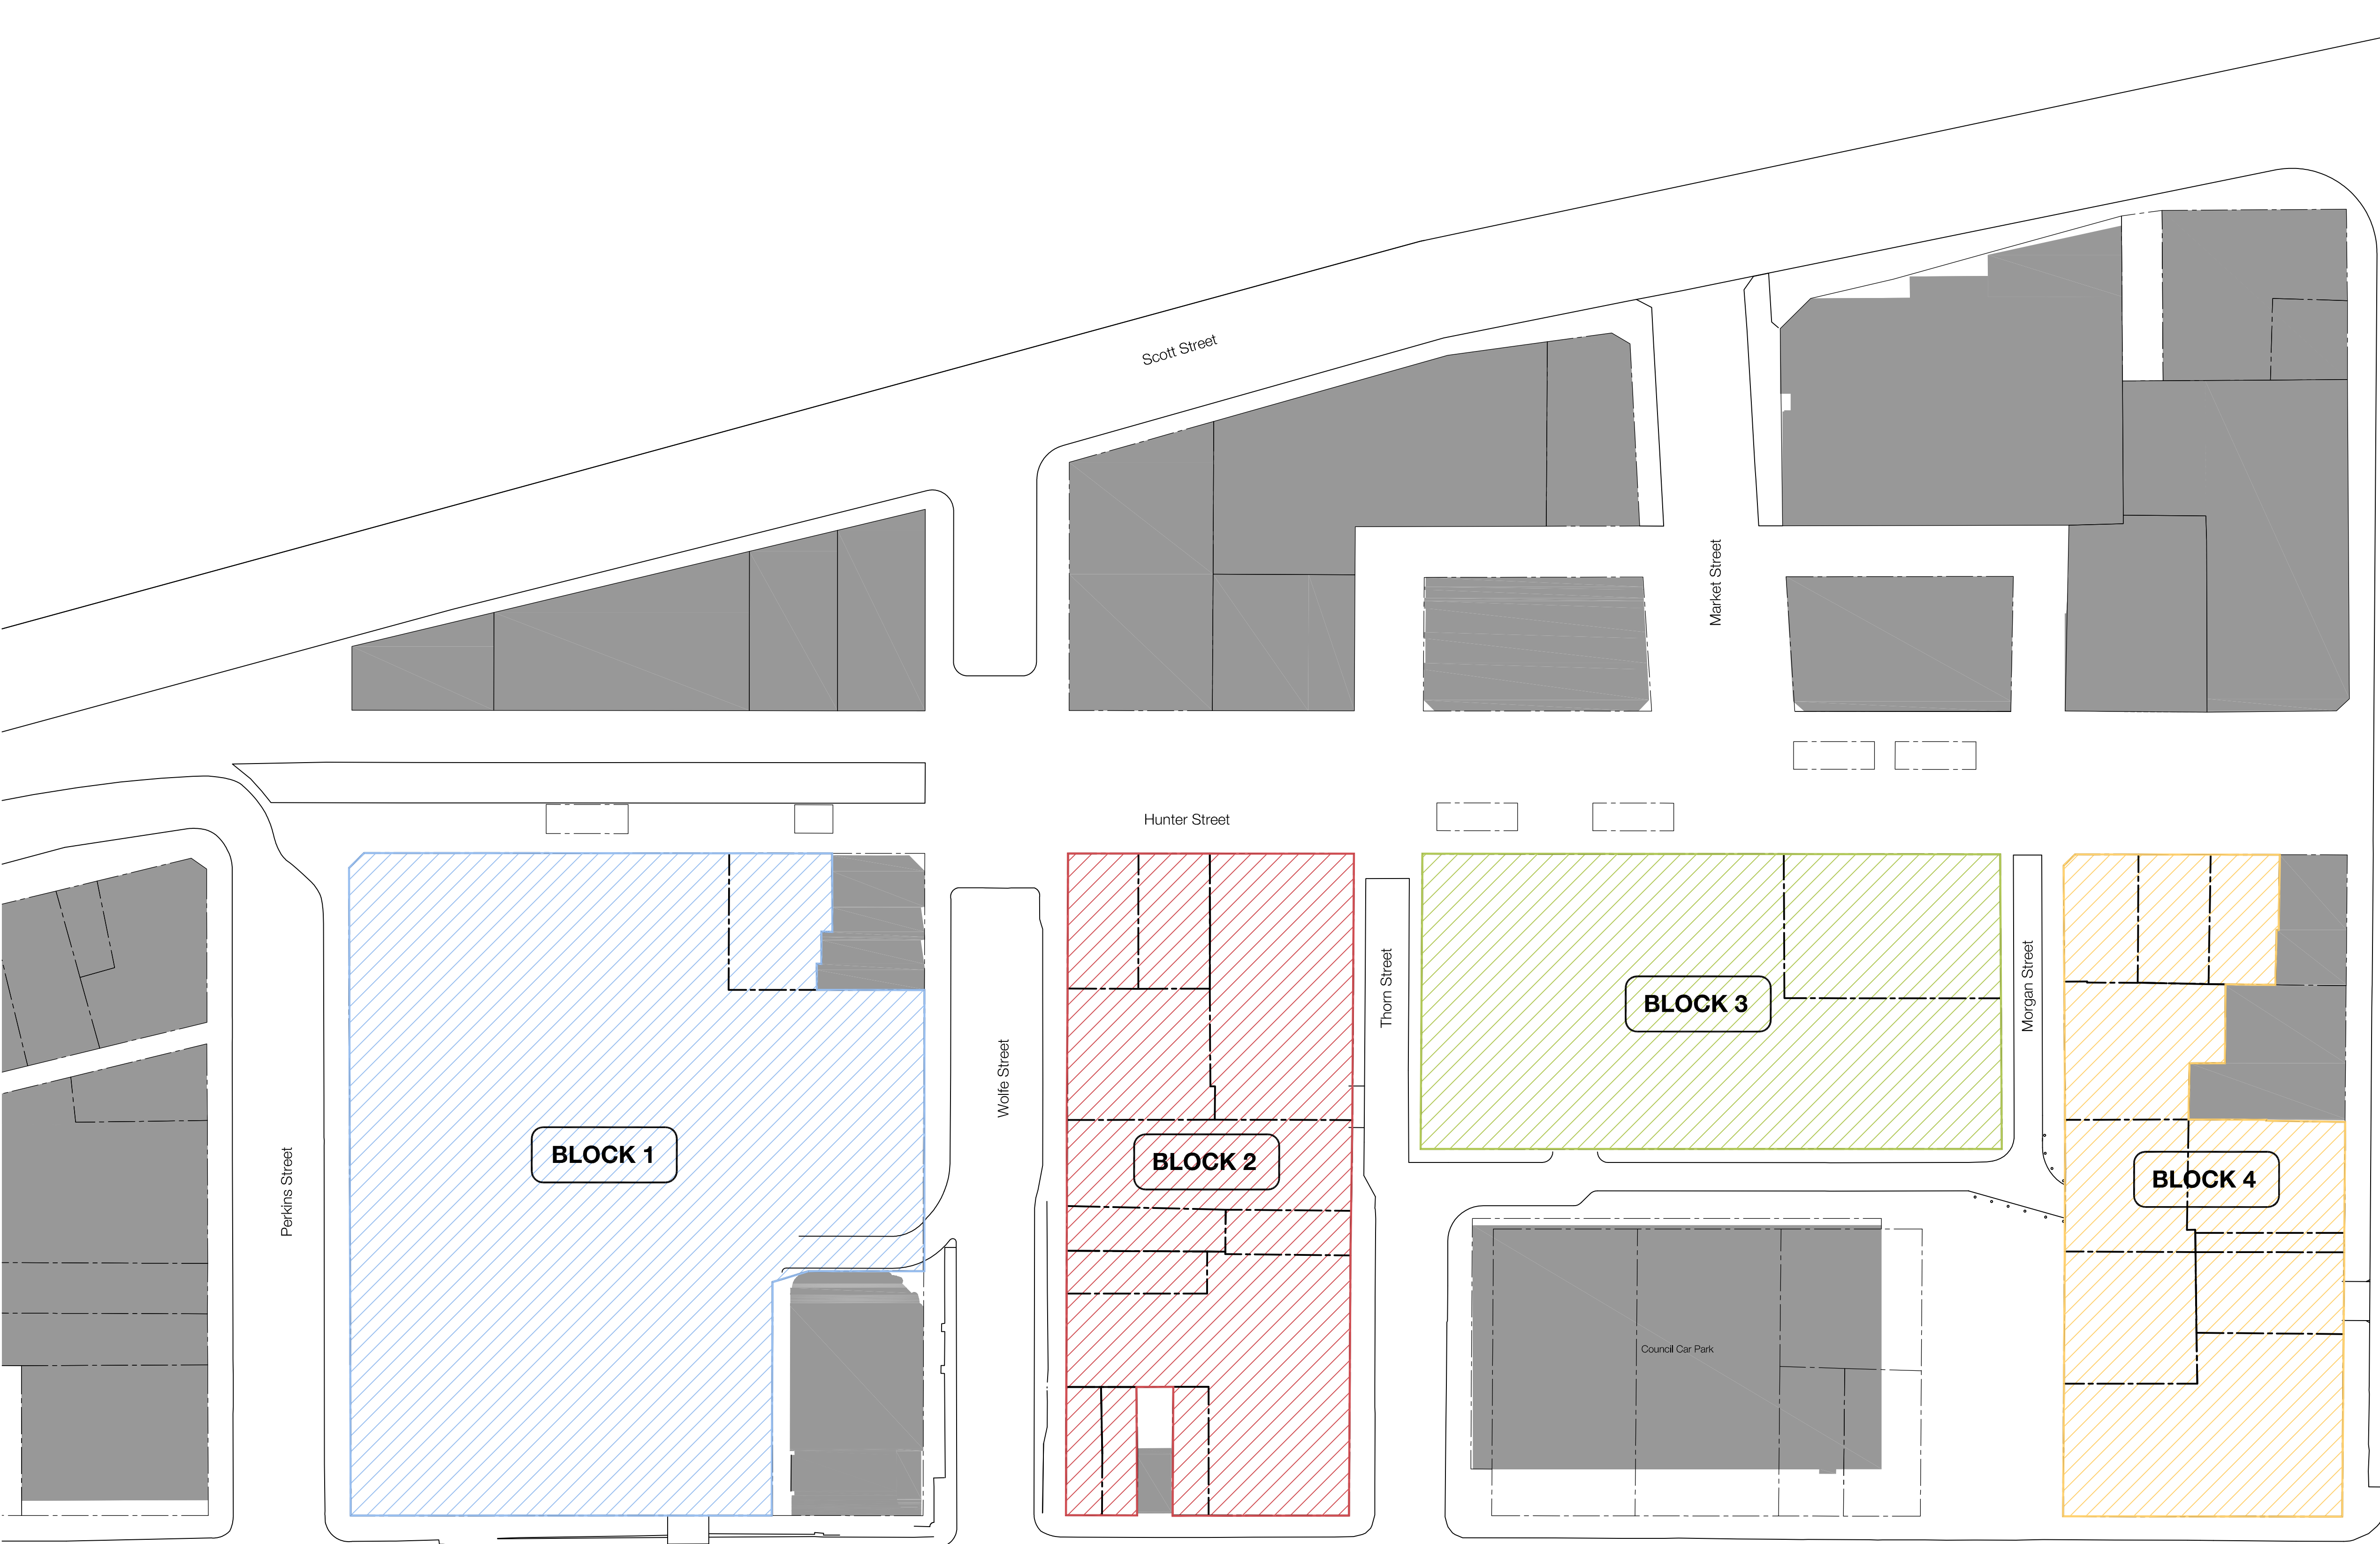 Scott Street
Market Street
Hunter Street
BLOCK 1
BLOCK 2
BLOCK 3
BLOCK 4
Perkins Street
Wolfe Street
Thorn Street
Morgan Street
Council Car Park